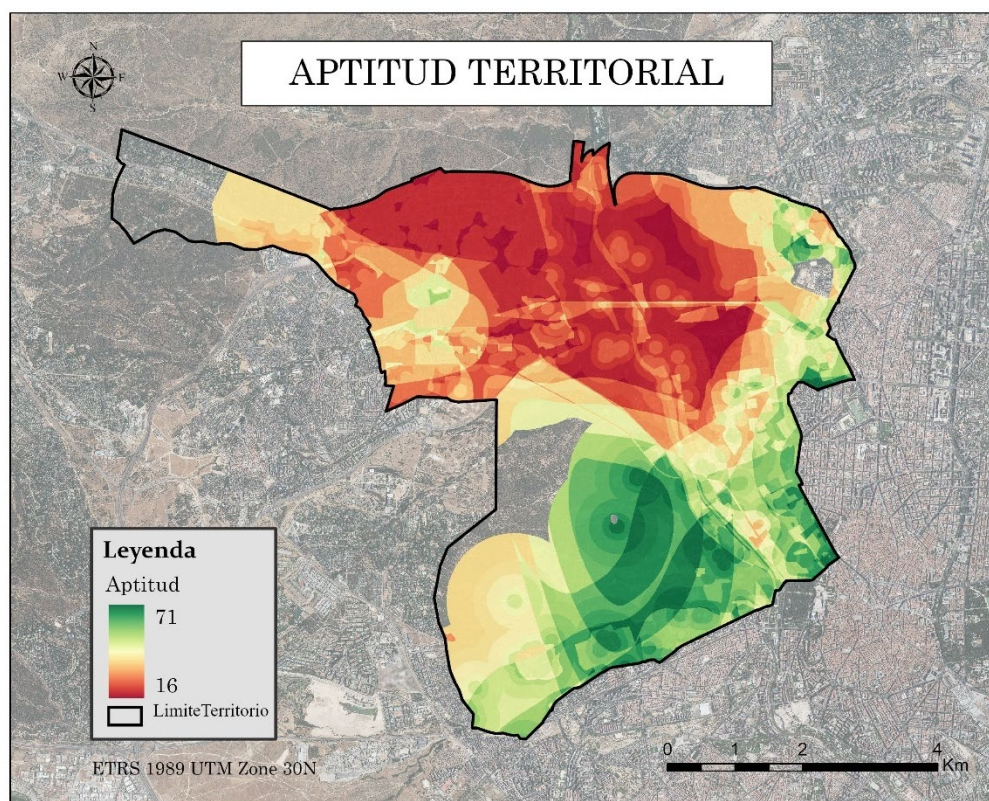 APTITUD TERRITORIAL
N
W E
S
Leyenda
Aptitud
71
16
LimiteTerritorio
ETRS 1989 UTM Zone 30N
0 1 2 4
Km